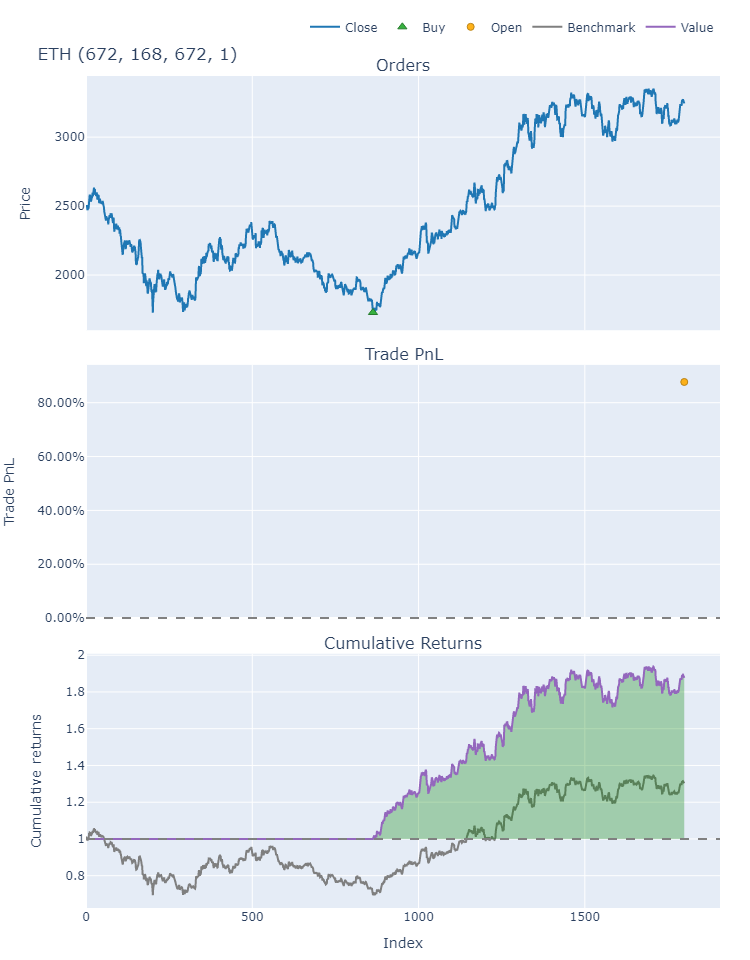 Close Buy Open Benchmark Value
ETH (672, 168, 672, 1)
Orders
3000
2500
2000
Price
Trade PnL
80.00%
60.00%
40.00%
20.00%
0.00%
Trade PnL
Cumulative Returns
2
1.8
1.6
1.4
1.2
1
0.8
Cumulative returns
0 500 1000 1500
Index